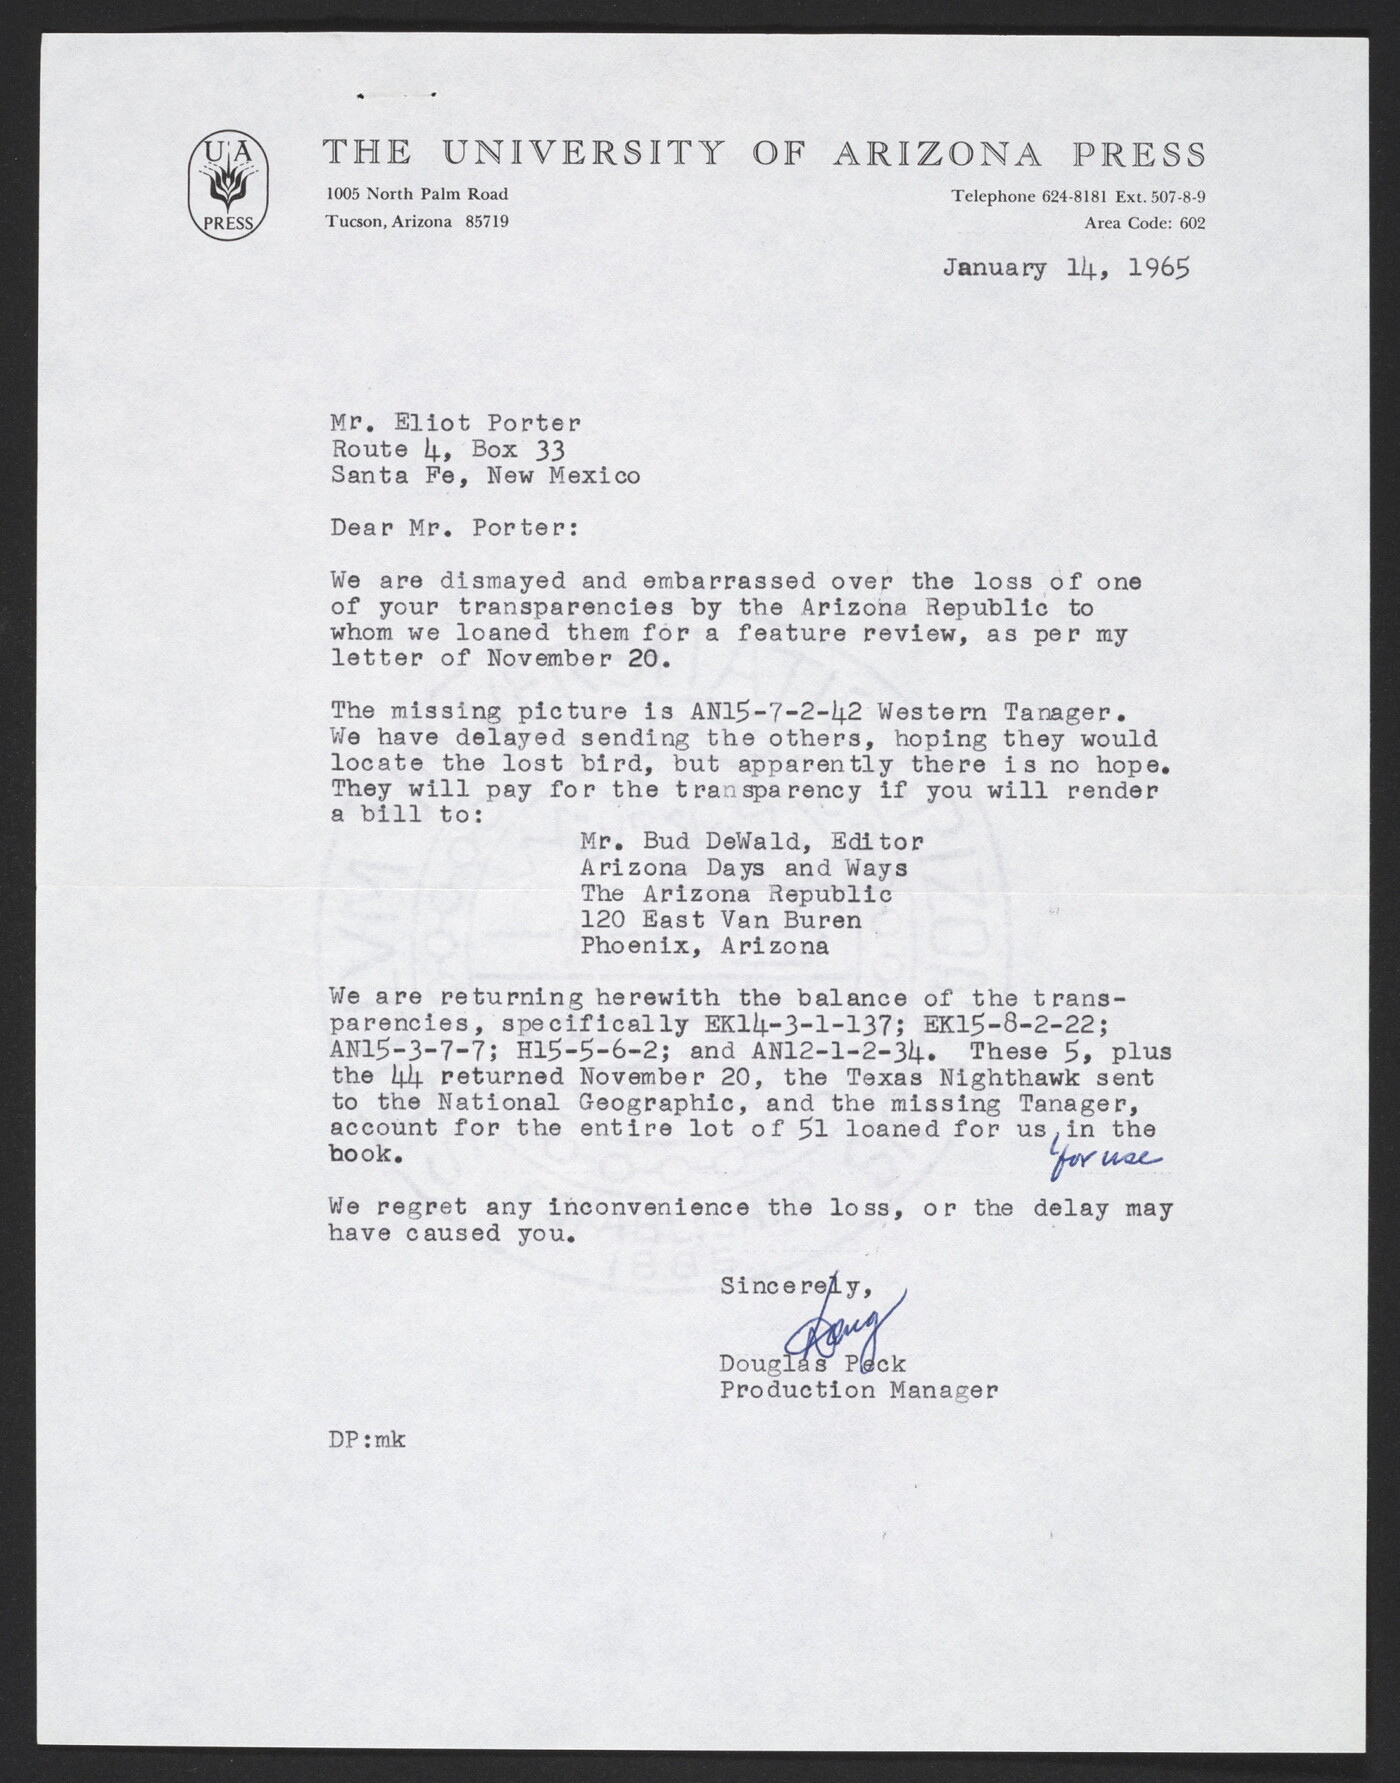 U A
PRESS
THE UNIVERSITY OF ARIZONA PRESS
1005 North Palm Road
Tucson, Arizona 85719
Telephone 624-8181 Ext. 507-8-9
Area Code: 602
January 14, 1965
Mr. Eliot Porter
Route 4, Box 33
Santa Fe, New Mexico
Dear Mr. Porter:
We are dismayed and embarrassed over the loss of one
of your transparencies by the Arizona Republic to
whom we loaned them for a feature review, as per my
letter of November 20.
The missing picture is AN15-7-2-42 Western Tanager.
We have delayed sending the others, hoping they would
locate the lost bird, but apparently there is no hope.
They will pay for the transparency if you will render
a bill to:
Mr. Bud DeWald, Editor
Arizona Days and Ways
The Arizona Republic
120 East Van Buren
Phoenix, Arizona
We are returning herewith the balance of the trans-
parencies, specifically EK14-3-1-137; EK15-8-2-22;
AN15-3-7-7; H15-5-6-2; and AN12-1-2-34. These 5, plus
the 44 returned November 20, the Texas Nighthawk sent
to the National Geographic, and the missing Tanager,
account for the entire lot of 51 loaned for us in the
book.
for use
We regret any inconvenience the loss, or the delay may
have caused you.
Sincerely,
Doug
Douglas Peck
Production Manager
DP:mk